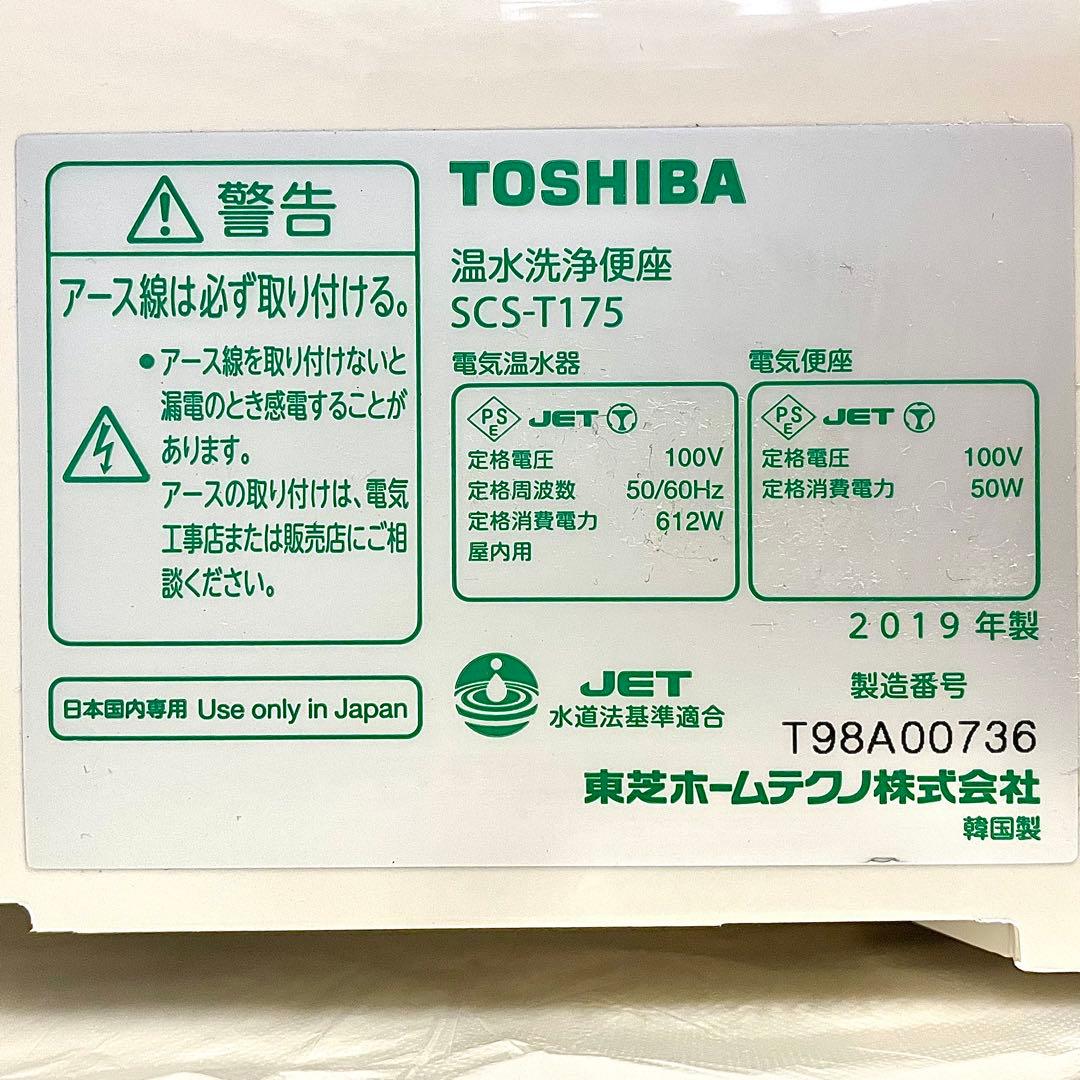 警告
アース線は必ず取り付ける。
●アース線を取り付けないと
漏電のとき感電することが
あります。
アースの取り付けは、電気
工事店または販売店にご相
談ください。
日本国内専用 Use only in Japan
TOSHIBA
温水洗浄便座
SCS-T175
電気温水器
PSE JET
定格電圧 100V
定格周波数 50/60Hz
定格消費電力 612W
屋内用
電気便座
PSE JET
定格電圧 100V
定格消費電力 50W
2019年製
JET
水道法基準適合
製造番号
T98A00736
東芝ホームテクノ株式会社
韓国製